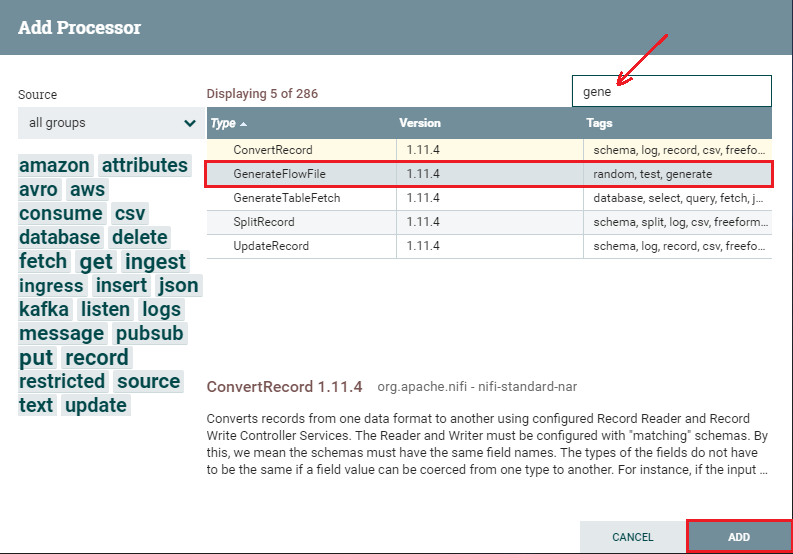 Add Processor
Source
Displaying 5 of 286
gene
all groups
Type Version Tags
ConvertRecord 1.11.4 schema, log, record, csv, freefo...
GenerateFlowFile 1.11.4 random, test, generate
GenerateTableFetch 1.11.4 database, select, query, fetch, j...
SplitRecord 1.11.4 schema, split, log, csv, freeform...
UpdateRecord 1.11.4 schema, log, record, csv, freefo...
amazon attributes
avro aws
consume csv
database delete
fetch get ingest
ingress insert json
kafka listen logs
message pubsub
put record
restricted source
text update
ConvertRecord 1.11.4 org.apache.nifi - nifi-standard-nar
Converts records from one data format to another using configured Record Reader and Record
Write Controller Services. The Reader and Writer must be configured with "matching" schemas. By
this, we mean the schemas must have the same field names. The types of the fields do not have
to be the same if a field value can be coerced from one type to another. For instance, if the input ...
CANCEL ADD